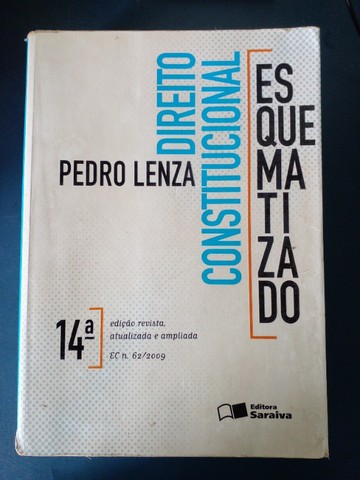 PEDRO LENZA
DIREITO
CONSTITUCIONAL
ES
QUE
MA
TI
ZA
DO
14ª
edição revista,
atualizada e ampliada
EC n. 62/2009
Editora
Saraiva